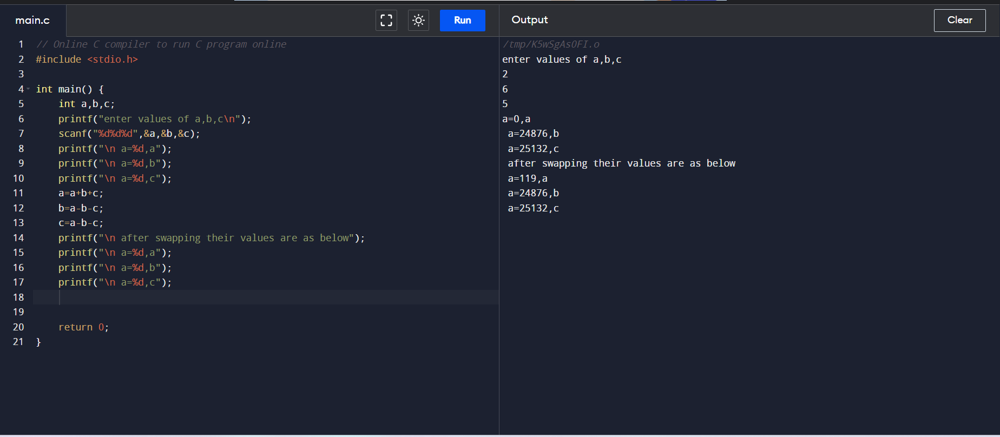 main.c
Run
Output
Clear
1 // Online C compiler to run C program online
2 #include <stdio.h>
3
4 int main() {
5 int a,b,c;
6 printf("enter values of a,b,c\n");
7 scanf("%d%d%d",&a,&b,&c);
8 printf("\n a=%d,a");
9 printf("\n a=%d,b");
10 printf("\n a=%d,c");
11 a=a+b+c;
12 b=a-b-c;
13 c=a-b-c;
14 printf("\n after swapping their values are as below");
15 printf("\n a=%d,a");
16 printf("\n a=%d,b");
17 printf("\n a=%d,c");
18
19
20 return 0;
21 }
/tmp/K5wSgAsOFI.o
enter values of a,b,c
2
6
5
a=0,a
a=24876,b
a=25132,c
after swapping their values are as below
a=119,a
a=24876,b
a=25132,c